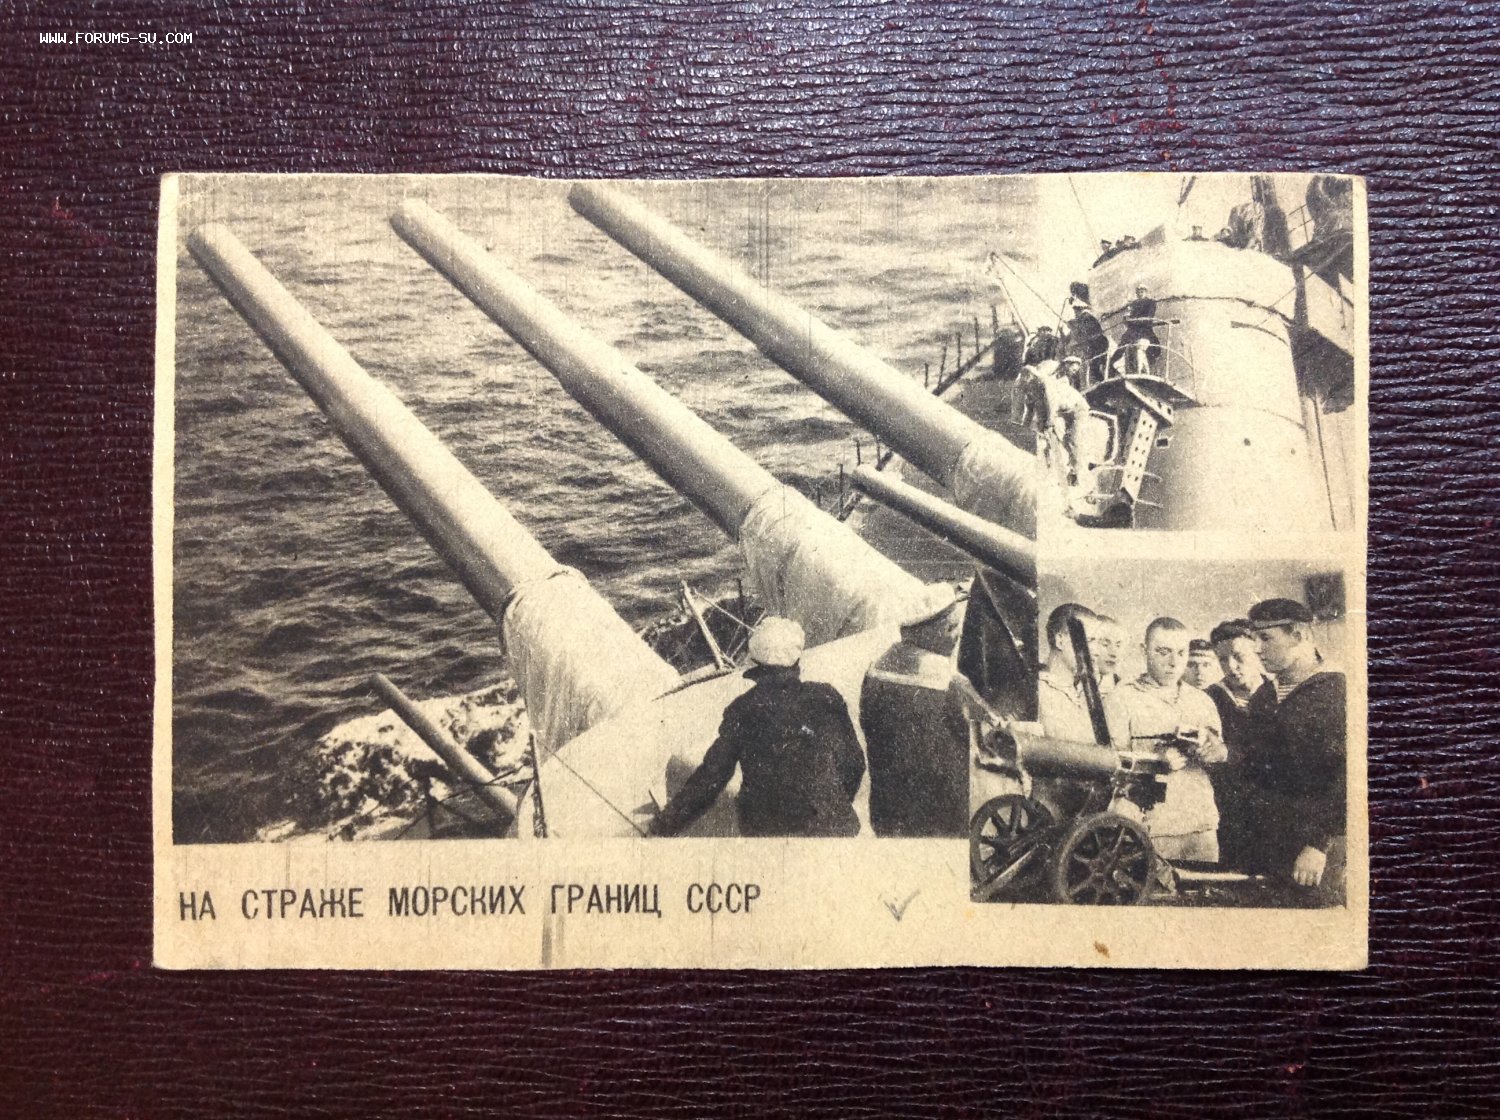 WWW.FORUMS-SU.COM
НА СТРАЖЕ МОРСКИХ ГРАНИЦ СССР